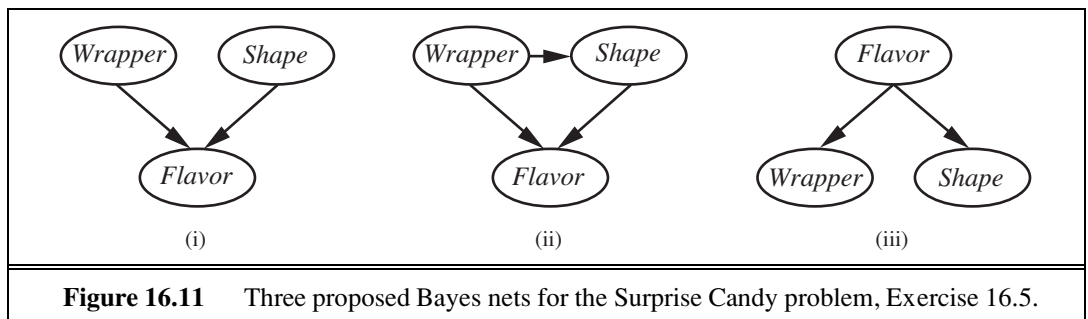 Wrapper Shape Wrapper Shape Flavor
Flavor Flavor Wrapper Shape
(i) (ii) (iii)
Figure 16.11 Three proposed Bayes nets for the Surprise Candy problem, Exercise 16.5.